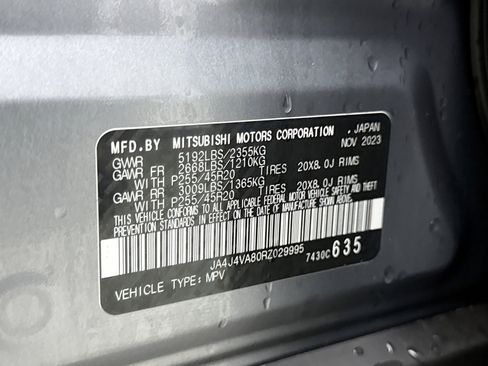 MFD.BY MITSUBISHI MOTORS CORPORATION . JAPAN
GVWR 5192LBS/2355KG NOV 2023
GAWR FR 2668LBS/1210KG
WITH P255/45R20 TIRES 20X8.0J RIMS
GAWR RR 3009LBS/1365KG
WITH P255/45R20 TIRES 20X8.0J RIMS
THIS VEHICLE CONFORMS TO ALL APPLICABLE FEDERAL MOTOR VEHICLE SAFETY AND THEFT
PREVENTION STANDARDS IN EFFECT ON THE DATE OF MANUFACTURE SHOWN ABOVE.
JA4J4VA80RZ029995 7430C635
VEHICLE TYPE: MPV